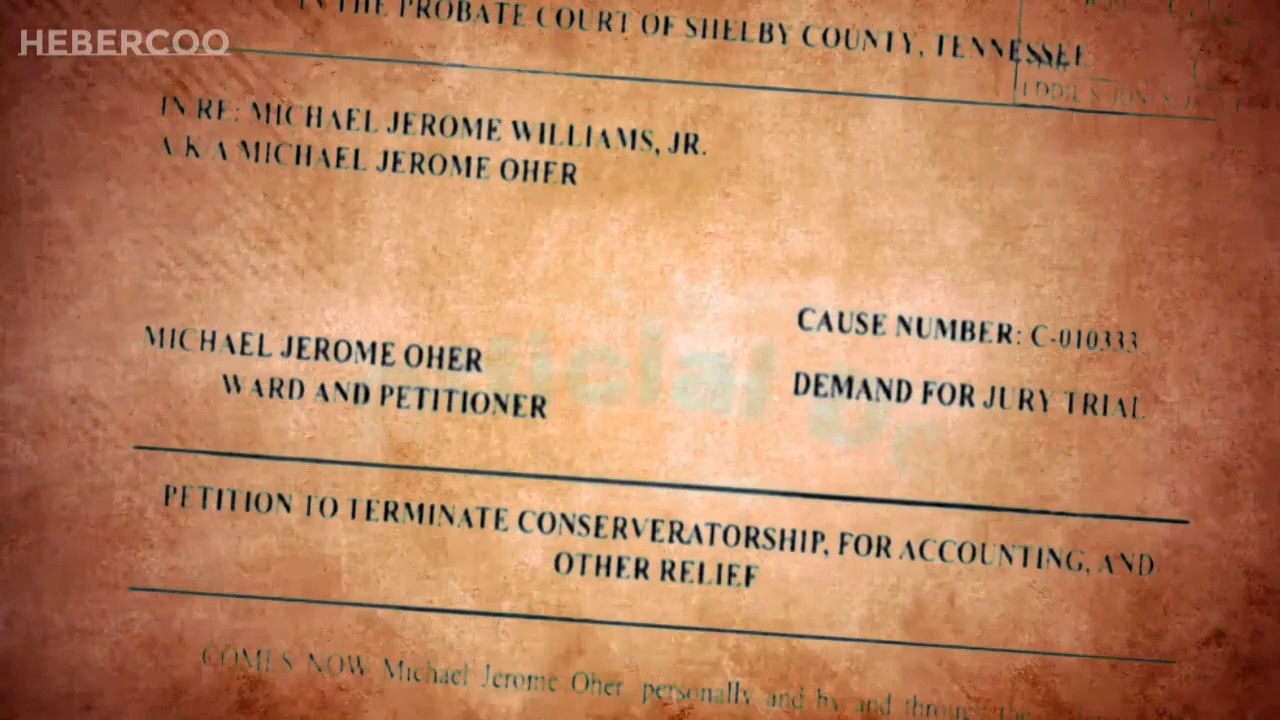 HEBERCOO
IN THE PROBATE COURT OF SHELBY COUNTY, TENNESSEE
IN RE: MICHAEL JEROME WILLIAMS, JR.
A/K/A MICHAEL JEROME OHER
CAUSE NUMBER: C-010333
MICHAEL JEROME OHER
DEMAND FOR JURY TRIAL
WARD AND PETITIONER
PETITION TO TERMINATE CONSERVERATORSHIP, FOR ACCOUNTING, AND
OTHER RELIEF
COMES NOW Michael Jerome Oher personally and by and through the